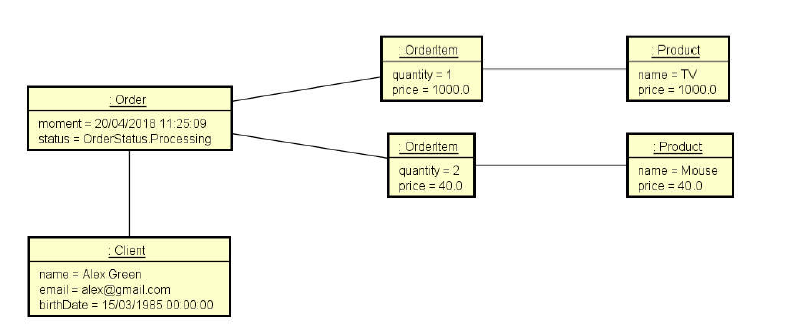 : Order
moment = 20/04/2018 11:25:09
status = OrderStatus.Processing
: OrderItem
quantity = 1
price = 1000.0
: Product
name = TV
price = 1000.0
: OrderItem
quantity = 2
price = 40.0
: Product
name = Mouse
price = 40.0
: Client
name = Alex Green
email = alex@gmail.com
birthDate = 15/03/1985 00:00:00